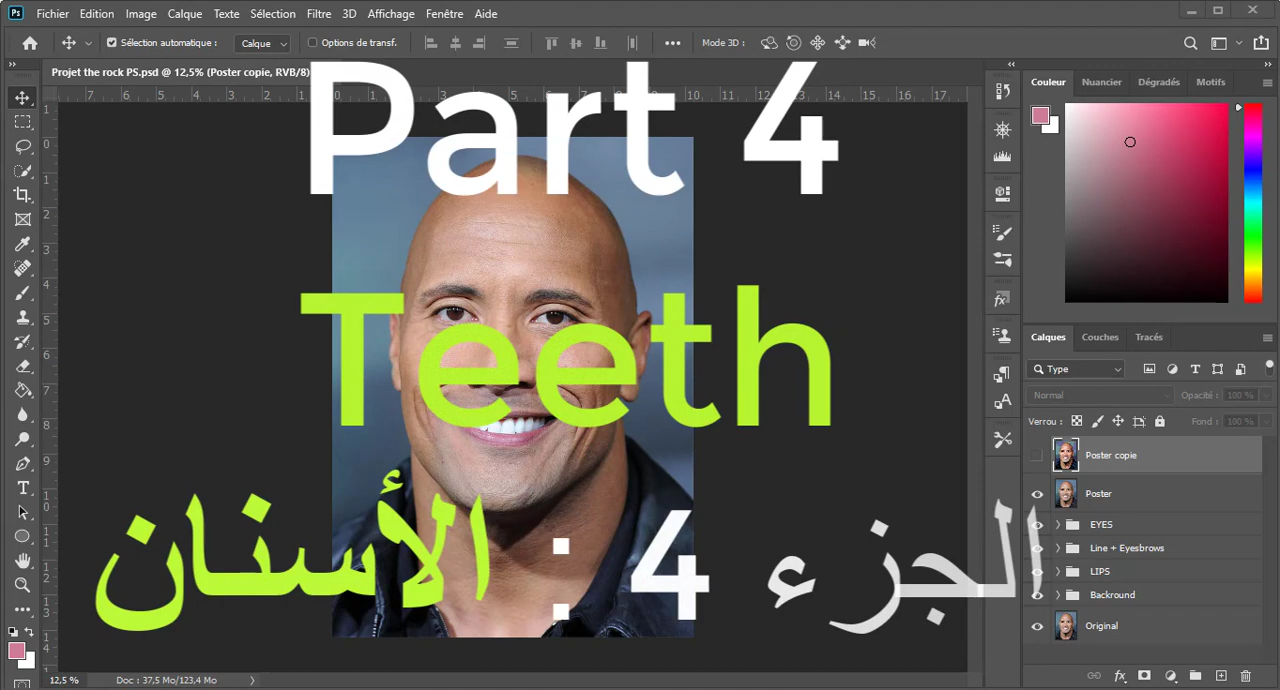 Fichier Edition Image Calque Texte Sélection Filtre 3D Affichage Fenêtre Aide
Sélection automatique : Calque Options de transf. Mode 3D :
Projet the rock PS.psd @ 12,5% (Poster copie, RVB/8)
Part 4
Teeth
الجزء 4 : الأسنان
Couleur Nuancier Dégradés Motifs
Calques Couches Tracés
Type
Normal Opacité : 100 %
Verrou : Fond : 100 %
Poster copie
Poster
EYES
Line + Eyesbrows
LIPS
Backround
Original
12,5 % Doc : 37,5 Mo/123,4 Mo